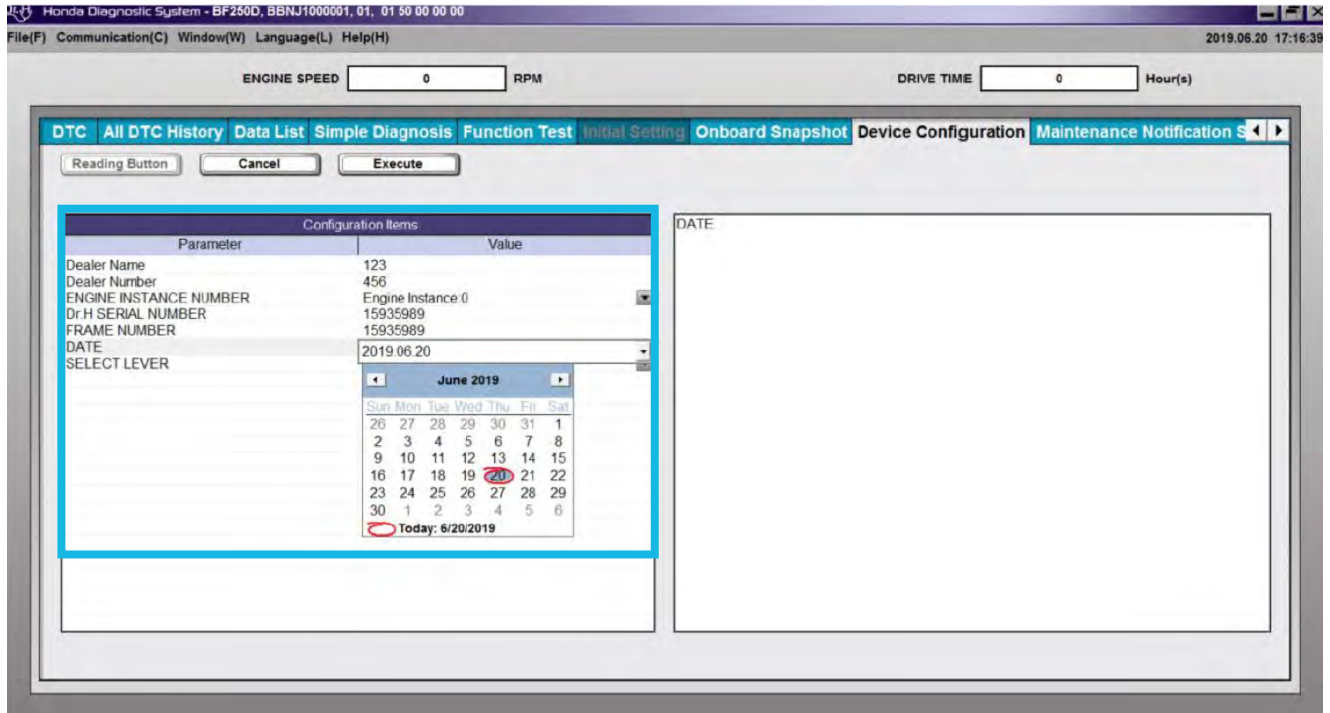 Honda Diagnostic System - BF250D, BBNJ1000001, 01, 01 50 00 00 00
File(F) Communication(C) Window(W) Language(L) Help(H) 2019.06.20 17:16:39
ENGINE SPEED 0 RPM DRIVE TIME 0 Hour(s)
DTC All DTC History Data List Simple Diagnosis Function Test Initial Setting Onboard Snapshot Device Configuration Maintenance Notification S
Reading Button Cancel Execute
Configuration Items
Parameter Value
Dealer Name 123
Dealer Number 456
ENGINE INSTANCE NUMBER Engine Instance:0
Dr.H SERIAL NUMBER 15935989
FRAME NUMBER 15935989
DATE 2019.06.20
SELECT LEVER
June 2019
Sun Mon Tue Wed Thu Fri Sat
26 27 28 29 30 31 1
2 3 4 5 6 7 8
9 10 11 12 13 14 15
16 17 18 19 20 21 22
23 24 25 26 27 28 29
30 1 2 3 4 5 6
Today: 6/20/2019
DATE